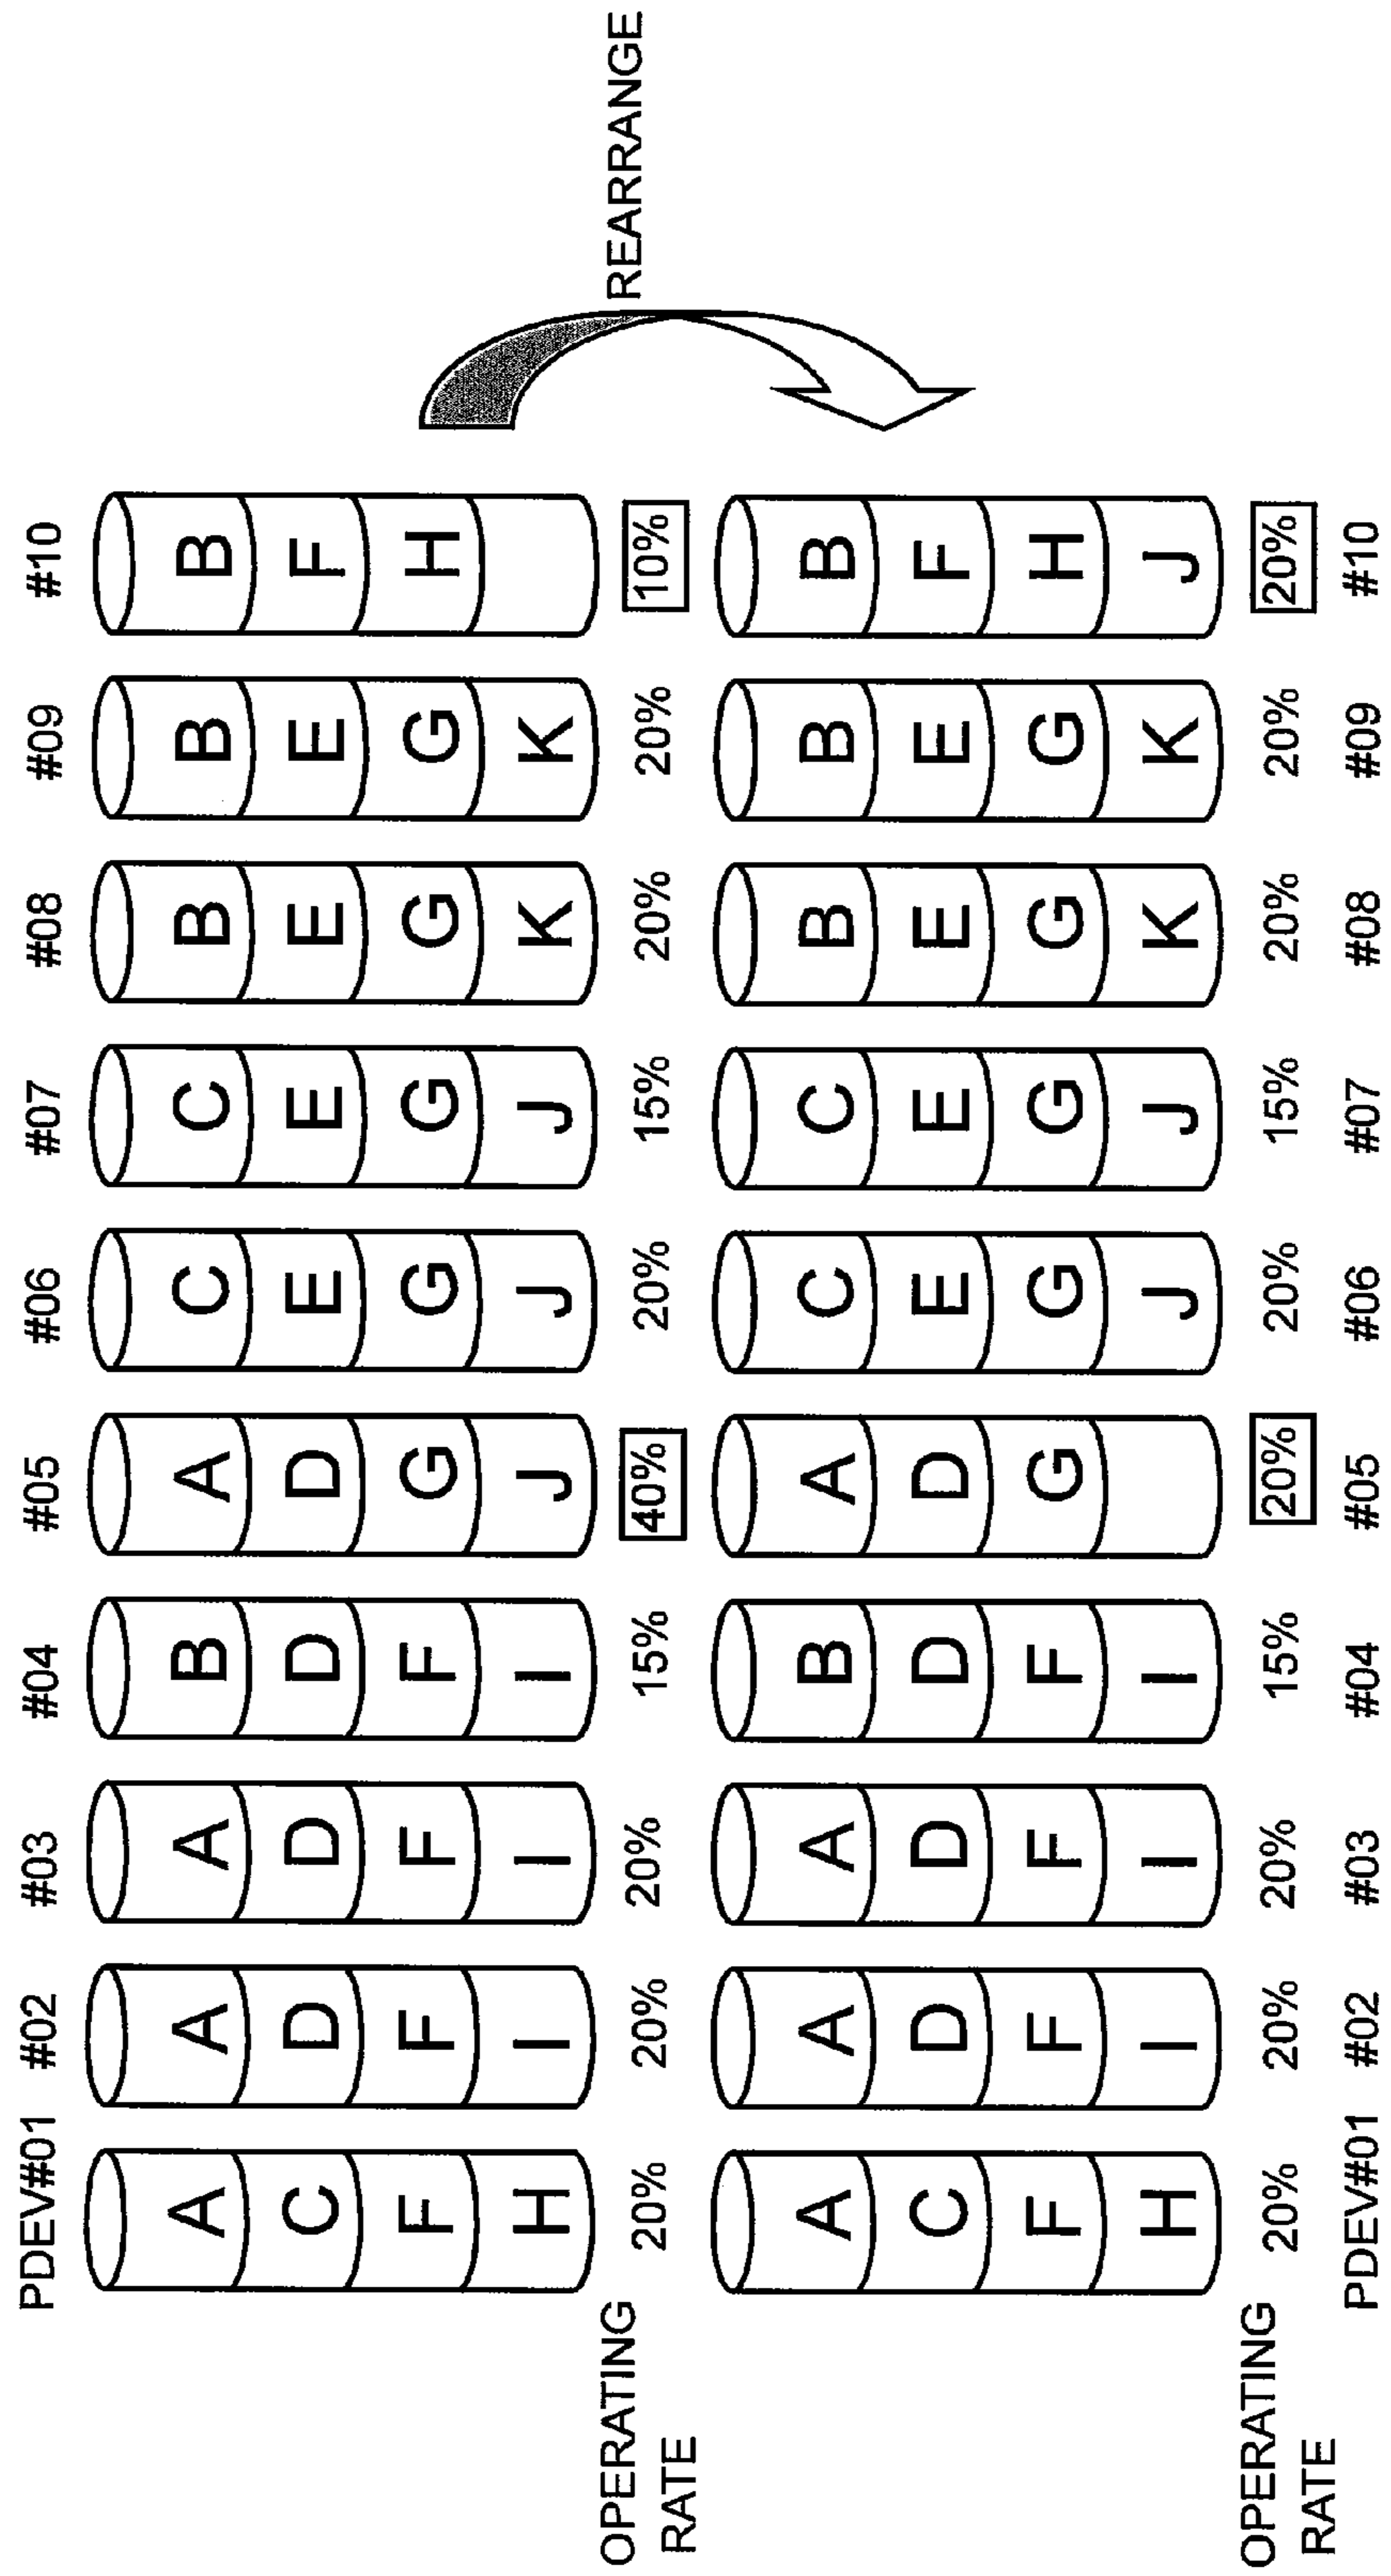 PDEV#01 #02 #03 #04 #05 #06 #07 #08 #09 #10
A A A B A C C B B B
C D D D D E E E E F
F F F F G G G G G H
H I I I J J J K K
OPERATING
RATE
20% 20% 20% 15% 40% 20% 15% 20% 20% 10%
REARRANGE
A A A B A C C B B B
C D D D D E E E E F
F F F F G G G G G H
H I I I J J K K J
OPERATING
RATE
20% 20% 20% 15% 20% 20% 15% 20% 20% 20%
PDEV#01 #02 #03 #04 #05 #06 #07 #08 #09 #10